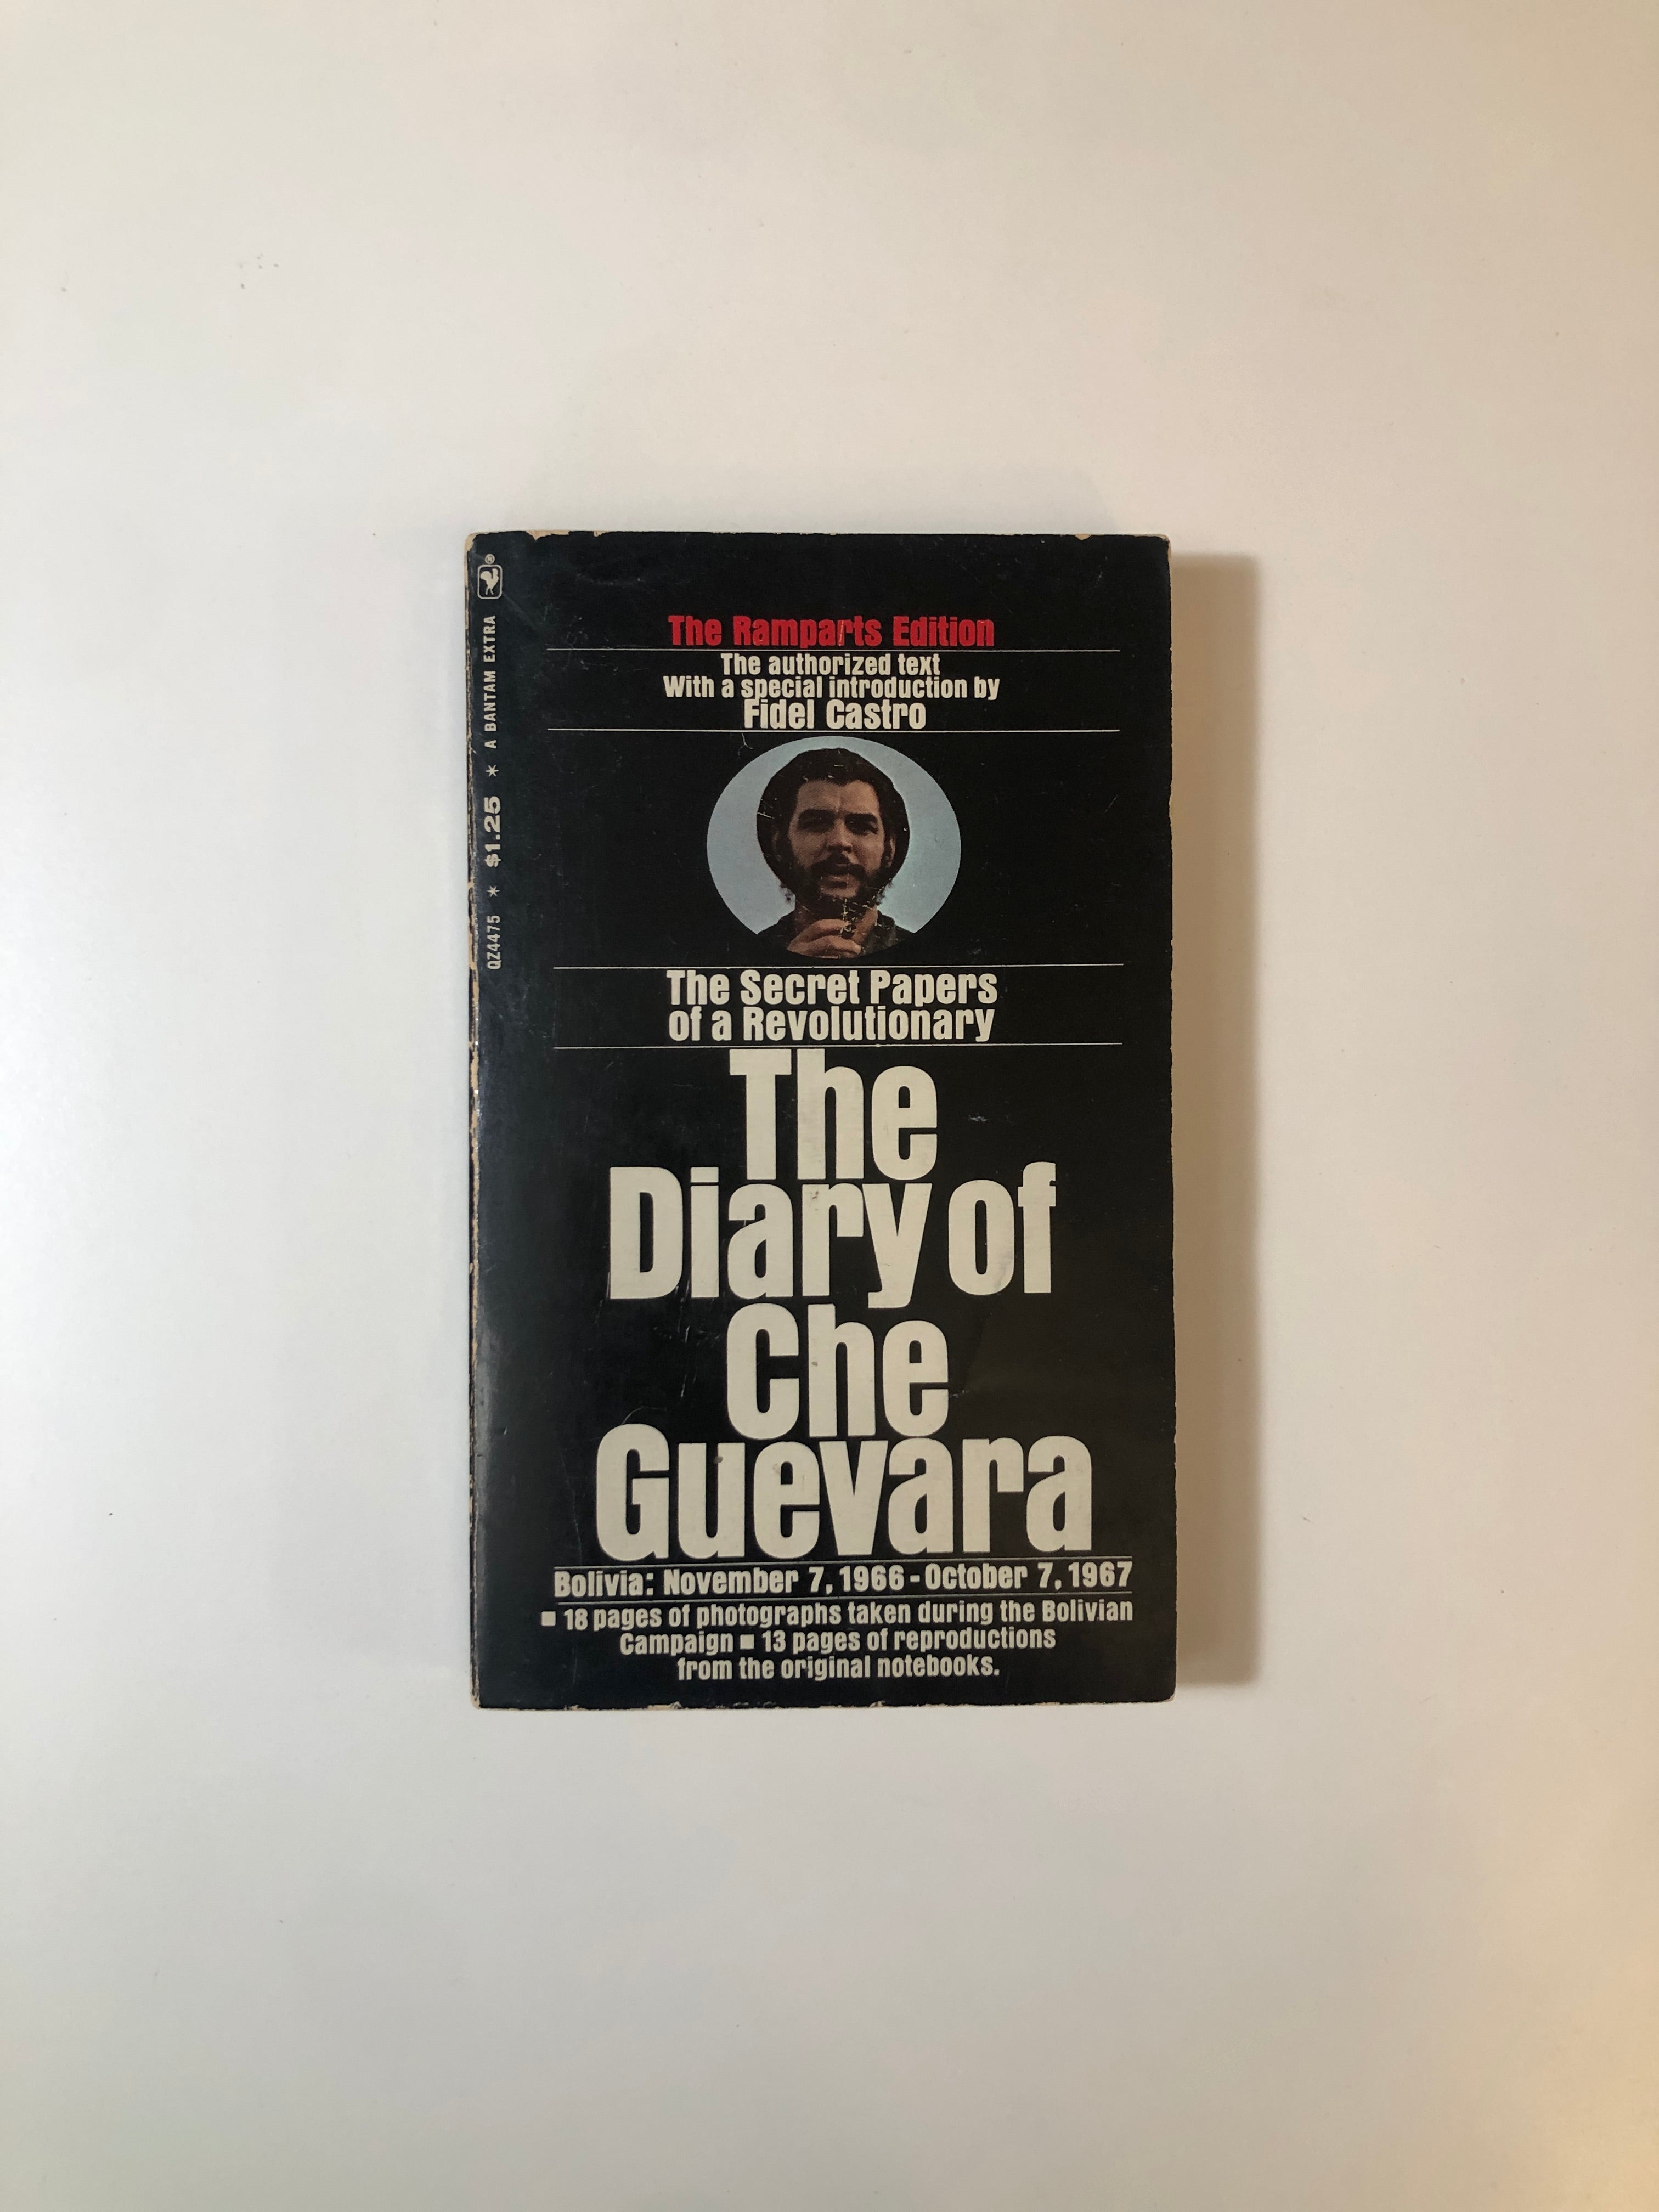 The Ramparts Edition
The authorized text
With a special introduction by
Fidel Castro
The Secret Papers
of a Revolutionary
The
Diary of
Che
Guevara
Bolivia: November 7, 1966 - October 7, 1967
■ 18 pages of photographs taken during the Bolivian
Campaign ■ 13 pages of reproductions
from the original notebooks.
QZ4475 * $1.25 * A BANTAM EXTRA ®